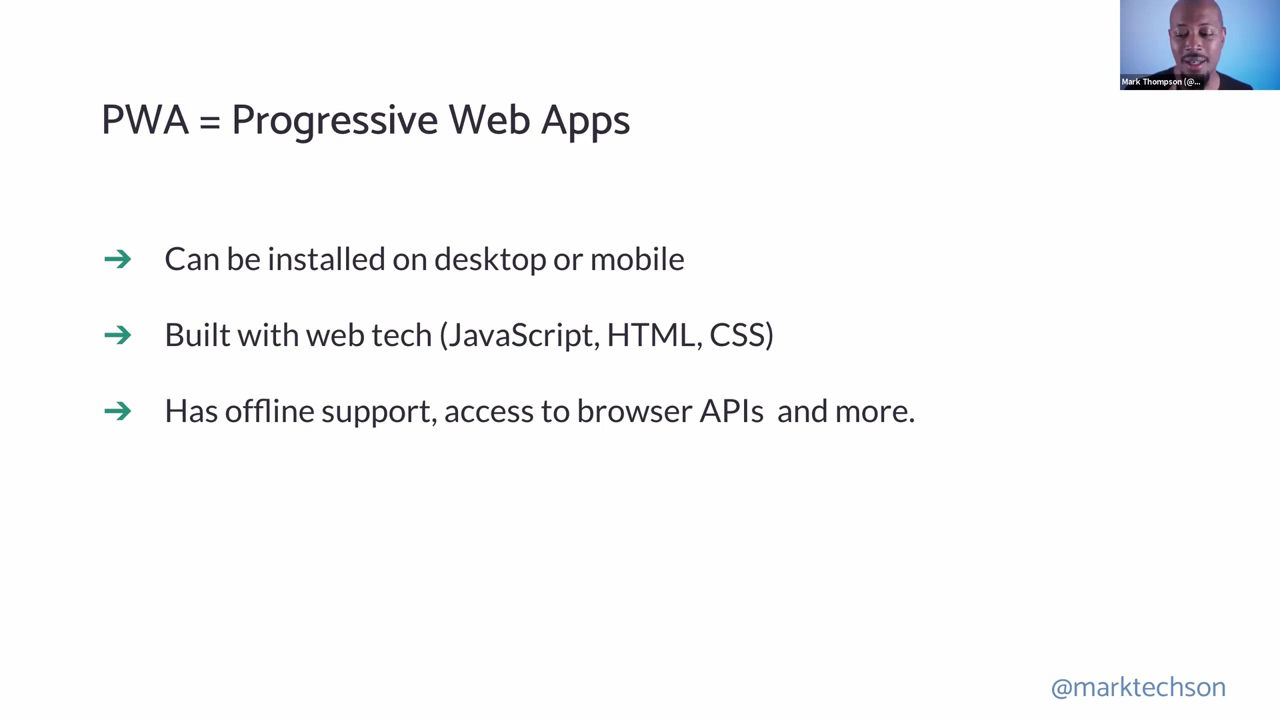 Mark Thompson (@...
PWA = Progressive Web Apps
➔ Can be installed on desktop or mobile
➔ Built with web tech (JavaScript, HTML, CSS)
➔ Has offline support, access to browser APIs  and more.
@marktechson